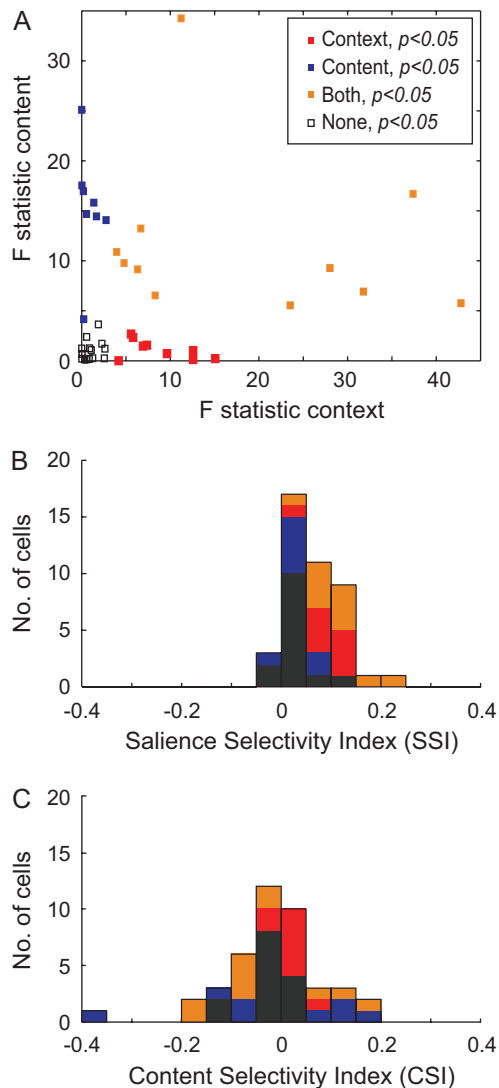 A
F statistic content
35
30
20
10
0
Context, p<0.05
Content, p<0.05
Both, p<0.05
None, p<0.05
0 10 20 30 40
F statistic context
B
No. of cells
20
15
10
5
0
-0.4 -0.2 0 0.2 0.4
Salience Selectivity Index (SSI)
C
No. of cells
20
15
10
5
0
-0.4 -0.2 0 0.2 0.4
Content Selectivity Index (CSI)